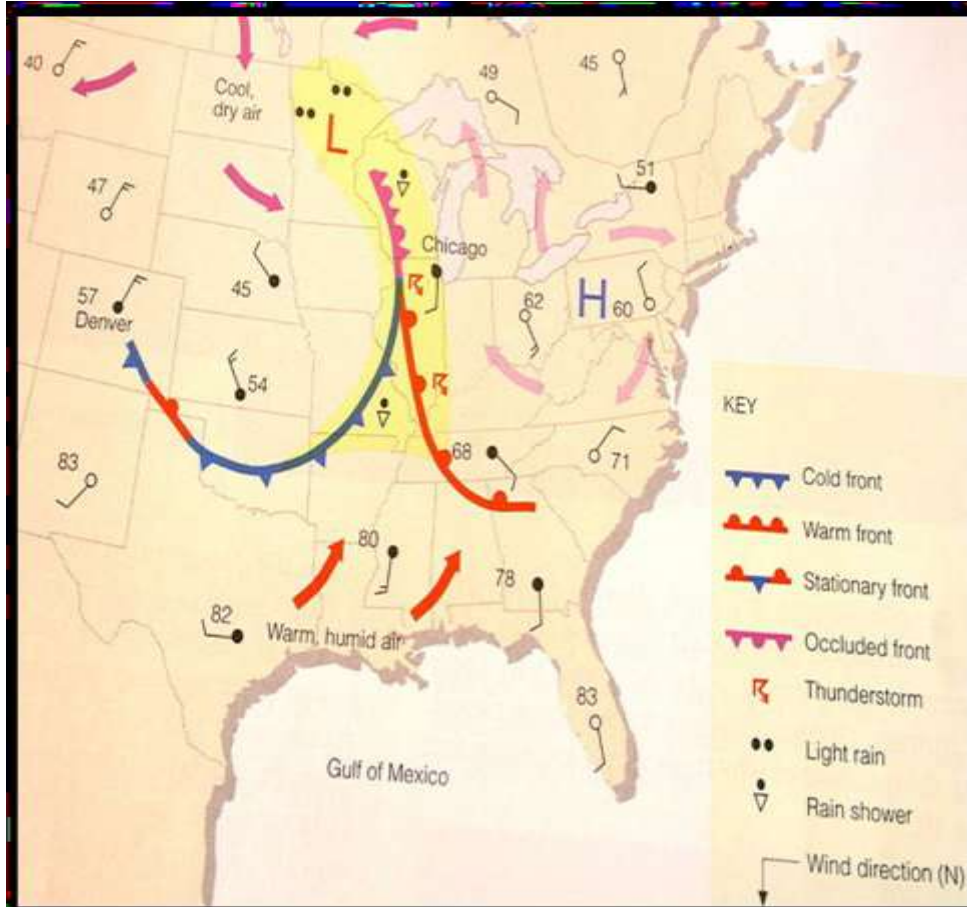 40
Cool,
dry air
49
45
L
51
47
Chicago
45
57
Denver
62
H 60
54
KEY
83
68
71
Cold front
Warm front
80
78
Stationary front
82
Warm, humid air
Occluded front
Thunderstorm
83
Light rain
Gulf of Mexico
Rain shower
Wind direction (N)